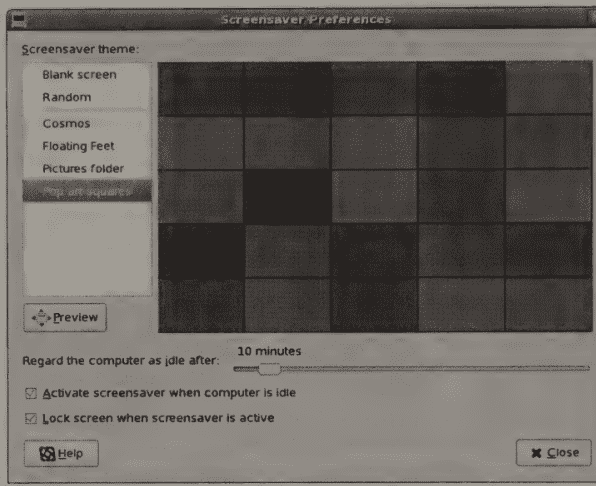 Screensaver Preferences
Screensaver theme:
Blank screen
Random
Cosmos
Floating Feet
Pictures folder
Pop art squares
Preview
Regard the computer as idle after:
10 minutes
Activate screensaver when computer is idle
Lock screen when screensaver is active
Help
Close